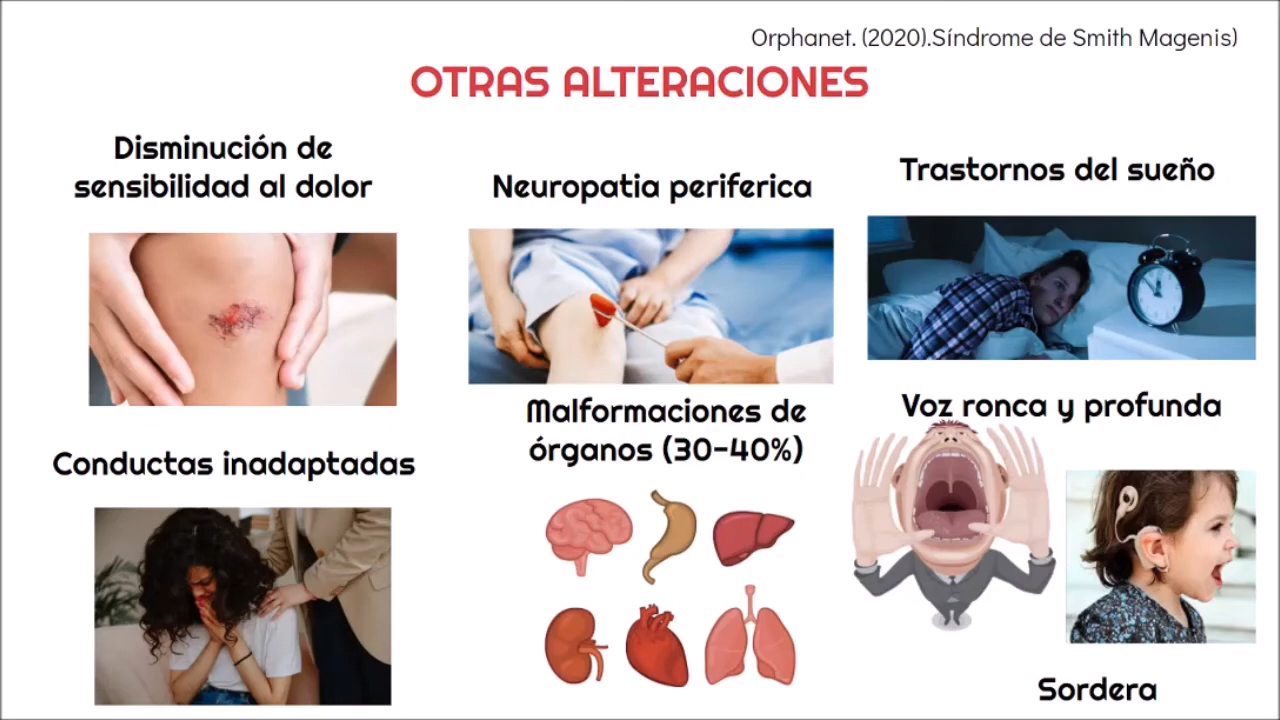 Orphanet. (2020).Síndrome de Smith Magenis)
OTRAS ALTERACIONES
Disminución de
sensibilidad al dolor
Neuropatia periferica
Trastornos del sueño
Conductas inadaptadas
Malformaciones de
órganos (30-40%)
Voz ronca y profunda
Sordera